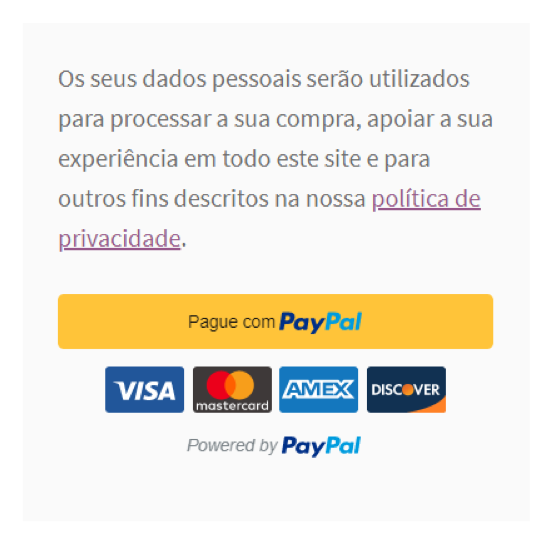 Os seus dados pessoais serão utilizados
para processar a sua compra, apoiar a sua
experiência em todo este site e para
outros fins descritos na nossa política de
privacidade.
Pague com PayPal
VISA mastercard AMEX DISCOVER
Powered by PayPal